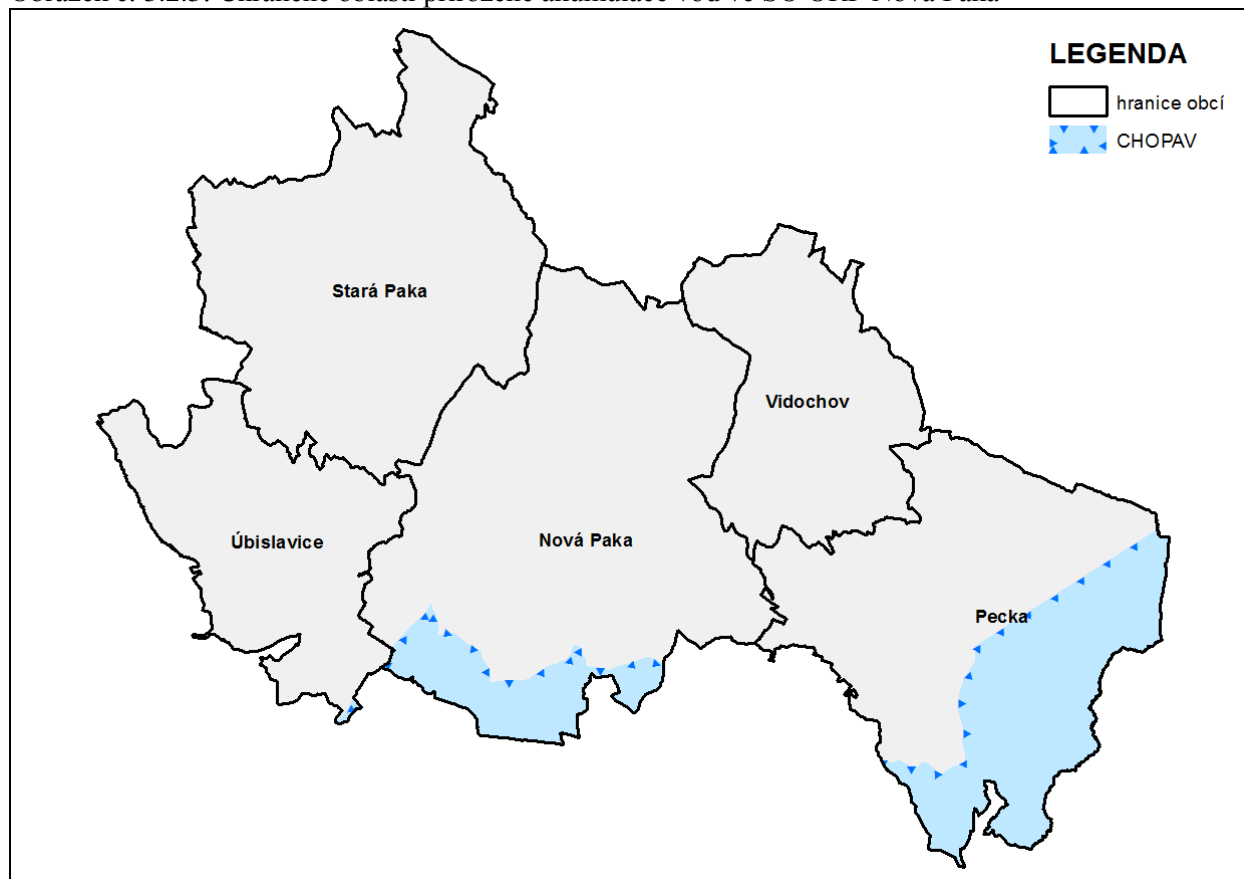 LEGENDA
hranice obcí
CHOPAV
Stará Paka
Vidochov
Úbislavice
Nová Paka
Pecka